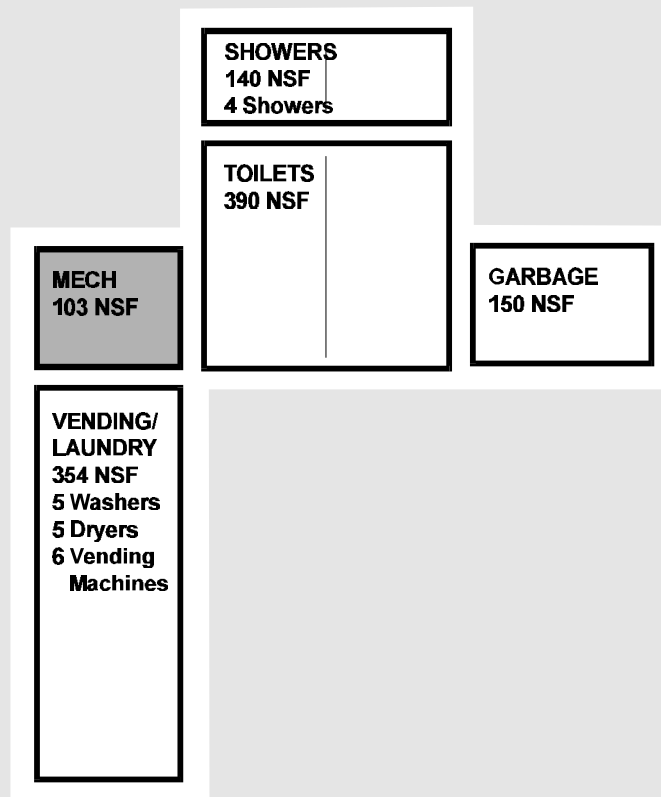 SHOWERS
140 NSF
4 Showers
TOILETS
390 NSF
MECH
103 NSF
GARBAGE
150 NSF
VENDING/
LAUNDRY
354 NSF
5 Washers
5 Dryers
6 Vending
Machines